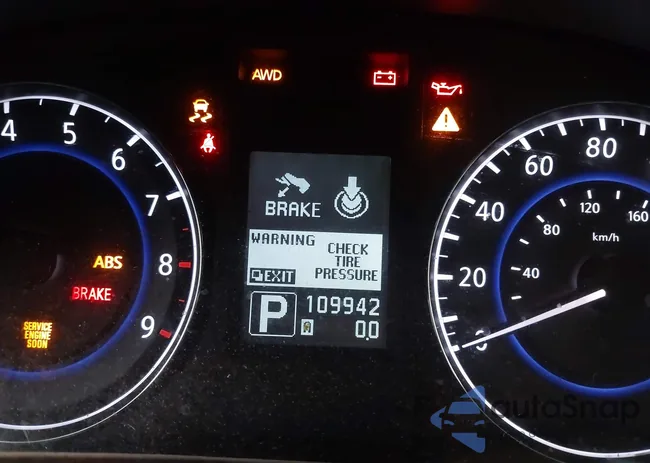 AWD
4 5 6 7 8 9
ABS
BRAKE
SERVICE
ENGINE
SOON
BRAKE
WARNING
CHECK
TIRE
PRESSURE
EXIT
P
109942
0.0
0 20 40 60 80
40 80 120 160
km/h
autoSnap